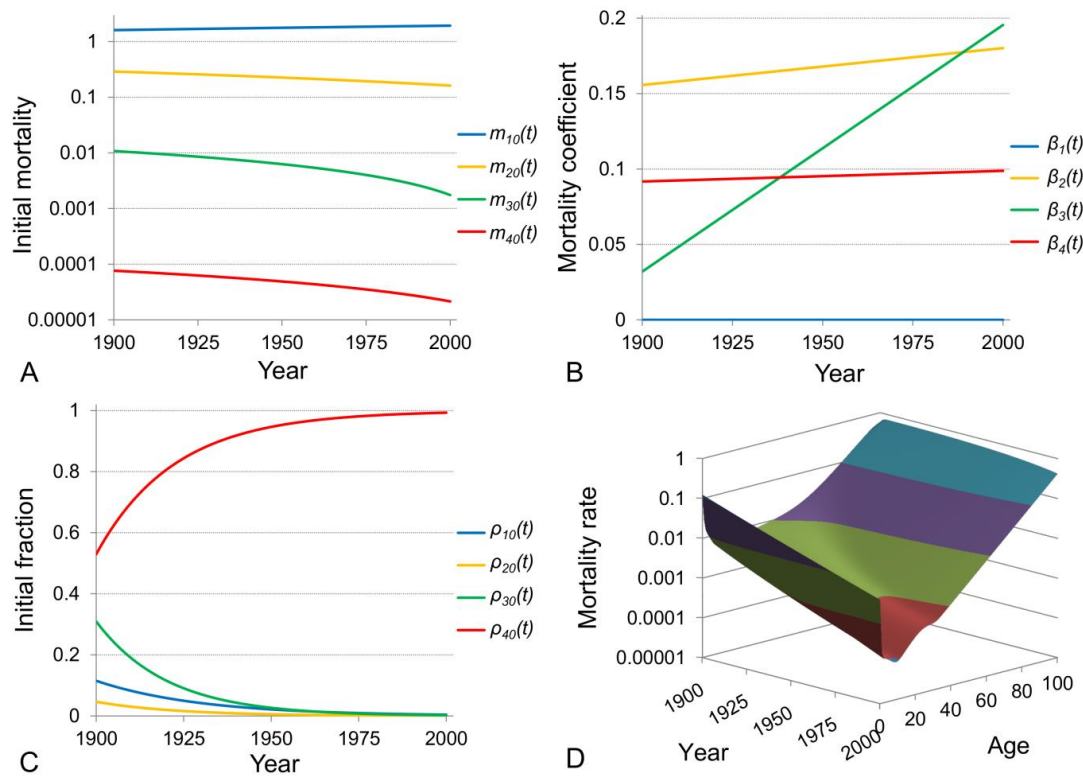 1
0.1
0.01
0.001
0.0001
0.00001
Initial mortality
1900 1925 1950 1975 2000
Year
A
m10(t)
m20(t)
m30(t)
m40(t)
0.2
0.15
0.1
0.05
0
Mortality coefficient
1900 1925 1950 1975 2000
Year
B
β1(t)
β2(t)
β3(t)
β4(t)
1
0.8
0.6
0.4
0.2
0
Initial fraction
1900 1925 1950 1975 2000
Year
C
ρ10(t)
ρ20(t)
ρ30(t)
ρ40(t)
1
0.1
0.01
0.001
0.0001
0.00001
Mortality rate
1900
1925
1950
1975
2000
Year
0
20
40
60
80
100
Age
D